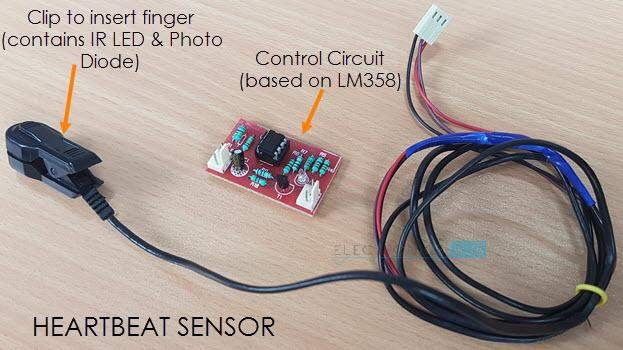 Clip to insert finger
(contains IR LED & Photo
Diode)
Control Circuit
(based on LM358)
HEARTBEAT SENSOR